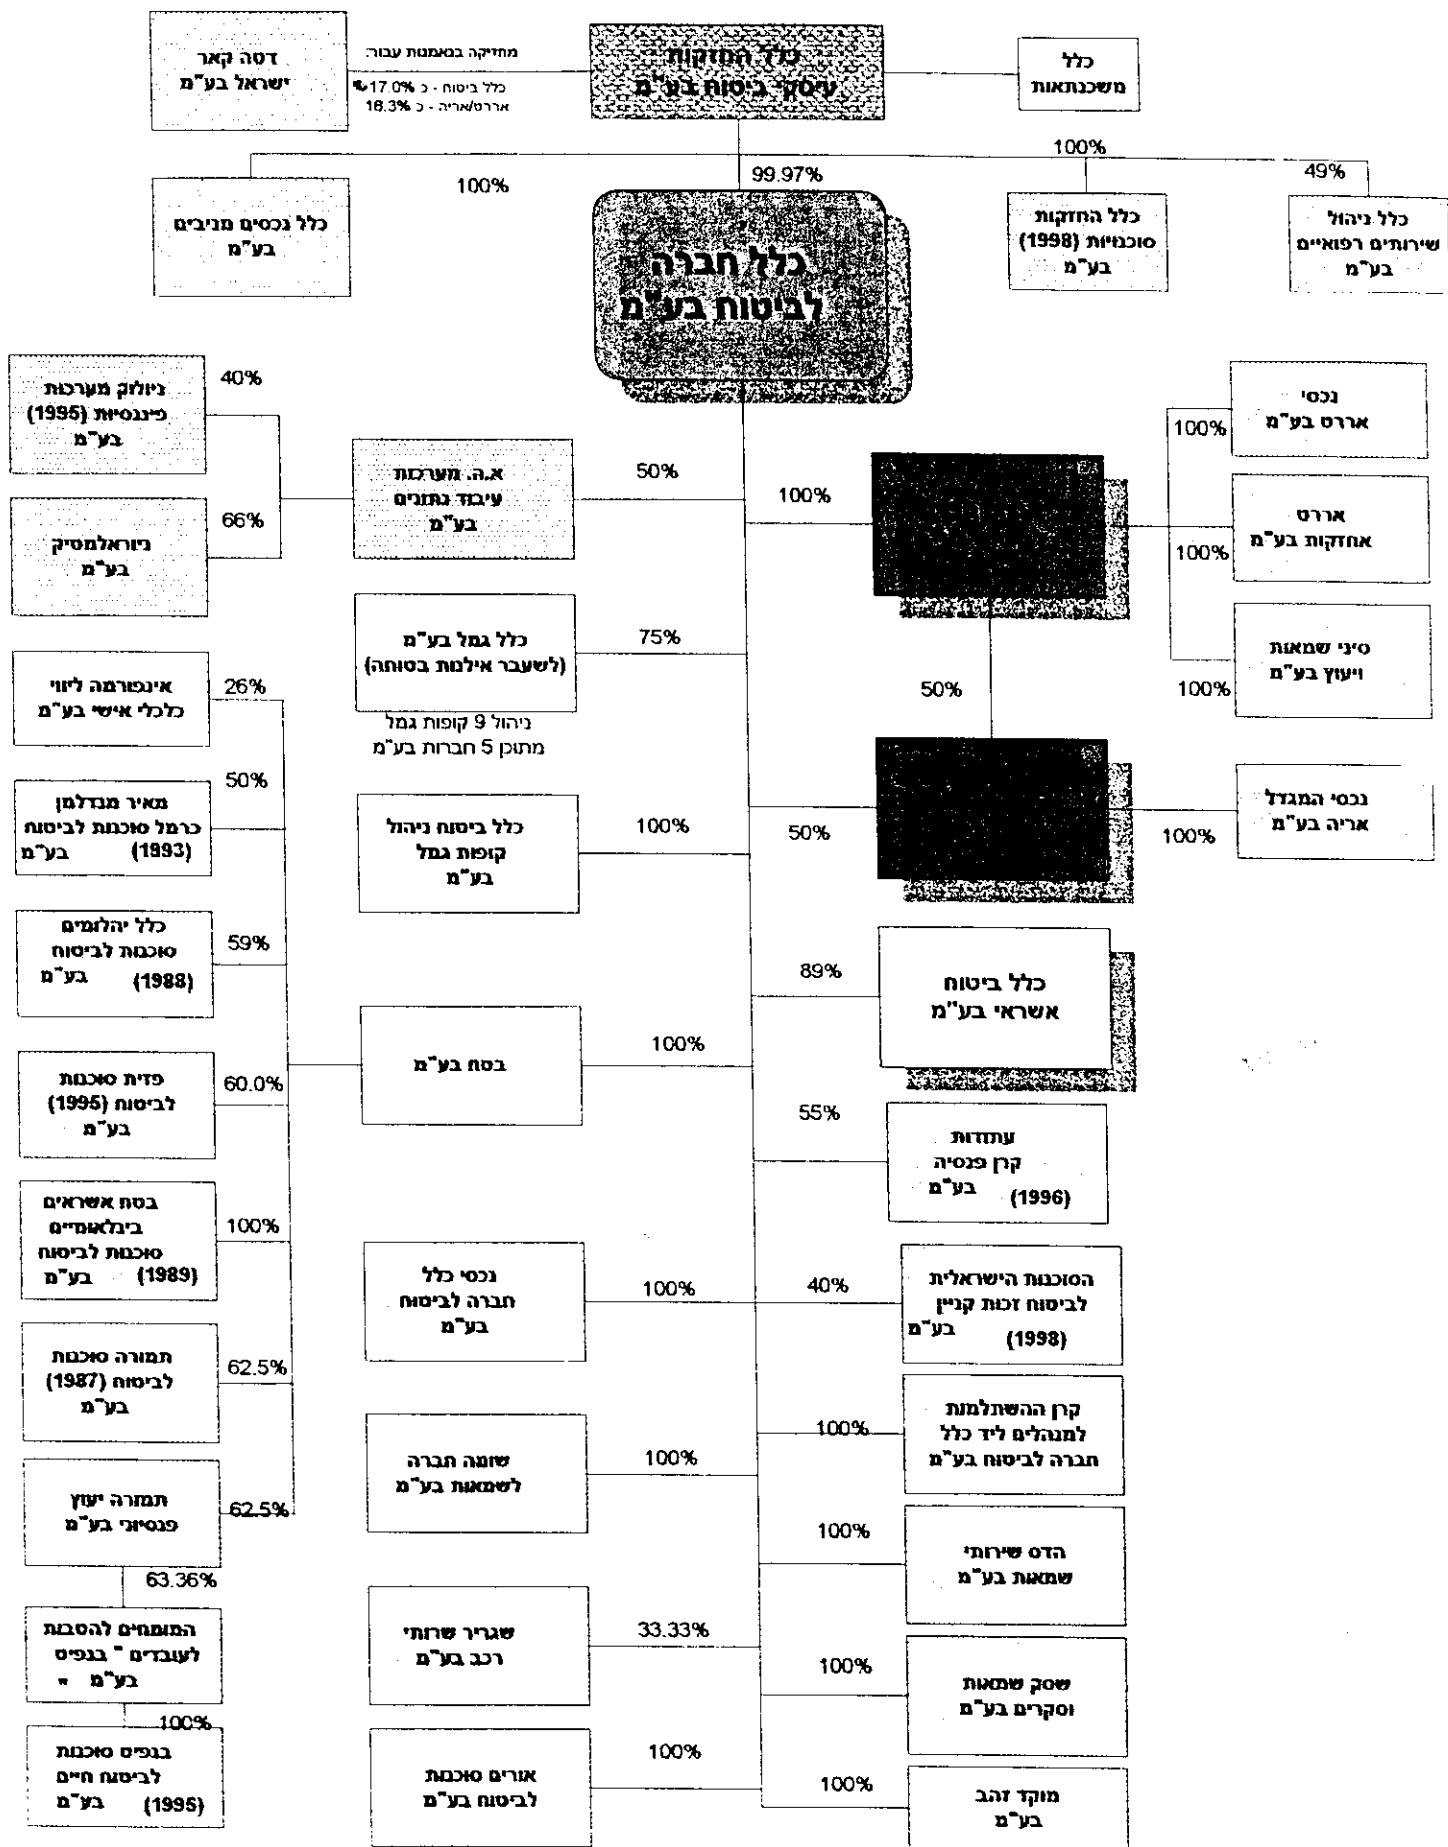 דטה קאר
ישראל בע"מ
מחזיקה בנאמנות עבור:
כלל ביטוח - כ 17.0%
אררט/אריה - כ 18.3%
כלל החזקות
עיסקי ביטוח בע"מ
כלל
משכנתאות
100%
99.97%
100%
49%
כלל נכסים מניבים
בע"מ
כלל חברה
לביטוח בע"מ
כלל החזקות
סוכנויות (1998)
בע"מ
כלל ניהול
שירותים רפואיים
בע"מ
ניולוק מערכות
פיננסיות (1995)
בע"מ
40%
ניוראלמטיק
בע"מ
66%
א.ה. מערכות
עיבוד נתונים
בע"מ
50%
100%
100%
נכסי
אררט בע"מ
100%
אררט
אחזקות בע"מ
100%
סיני שמאות
ויעוץ בע"מ
כלל גמל בע"מ
(לשעבר אילנות בטוחה)
75%
ניהול 9 קופות גמל
מתוכן 5 חברות בע"מ
50%
אינפורמה ליווי
כלכלי אישי בע"מ
26%
מאיר מנדלמן
כרמל סוכנות לביטוח
(1993) בע"מ
50%
כלל ביטוח ניהול
קופות גמל
בע"מ
100%
50%
100%
נכסי המגדל
אריה בע"מ
כלל יהלומים
סוכנות לביטוח
(1988) בע"מ
59%
89%
כלל ביטוח
אשראי בע"מ
פזית סוכנות
לביטוח (1995)
בע"מ
60.0%
בטח בע"מ
100%
55%
עתודות
קרן פנסיה
(1996) בע"מ
בטח אשראים
בינלאומיים
סוכנות לביטוח
(1989) בע"מ
100%
נכסי כלל
חברה לביטוח
בע"מ
100%
40%
הסוכנות הישראלית
לביטוח זכות קניין
(1998) בע"מ
תמורה סוכנות
לביטוח (1987)
בע"מ
62.5%
שומה חברה
לשמאות בע"מ
100%
100%
קרן ההשתלמות
למנהלים ליד כלל
חברה לביטוח בע"מ
תמורה יעוץ
פנסיוני בע"מ
62.5%
63.36%
100%
הדס שירותי
שמאות בע"מ
המומחים להטבות
לעובדים " בנפיס
" בע"מ
שגריר שרותי
רכב בע"מ
33.33%
100%
שסק שמאות
וסקרים בע"מ
100%
בנפיט סוכנות
לביטוח חיים
(1995) בע"מ
אורים סוכנות
לביטוח בע"מ
100%
100%
מוקד זהב
בע"מ